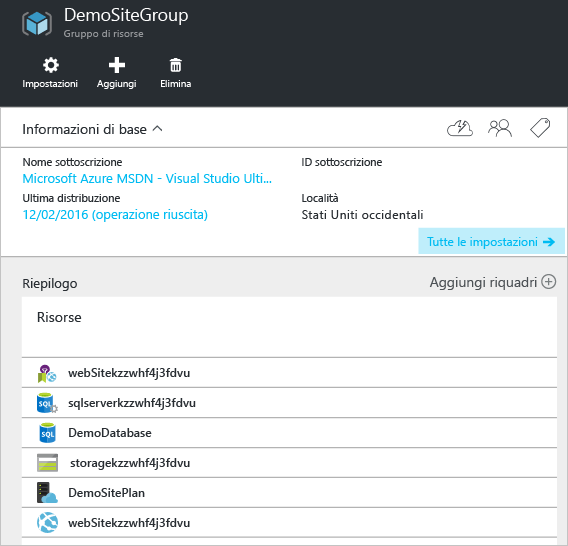 DemoSiteGroup
Gruppo di risorse
Impostazioni Aggiungi Elimina
Informazioni di base
Nome sottoscrizione ID sottoscrizione
Microsoft Azure MSDN - Visual Studio Ulti...
Ultima distribuzione Località
12/02/2016 (operazione riuscita) Stati Uniti occidentali
Tutte le impostazioni
Riepilogo Aggiungi riquadri
Risorse
webSitekzzwhf4j3fdvu
sqlserverkzzwhf4j3fdvu
SQL DemoDatabase
storagekzzwhf4j3fdvu
DemoSitePlan
webSitekzzwhf4j3fdvu